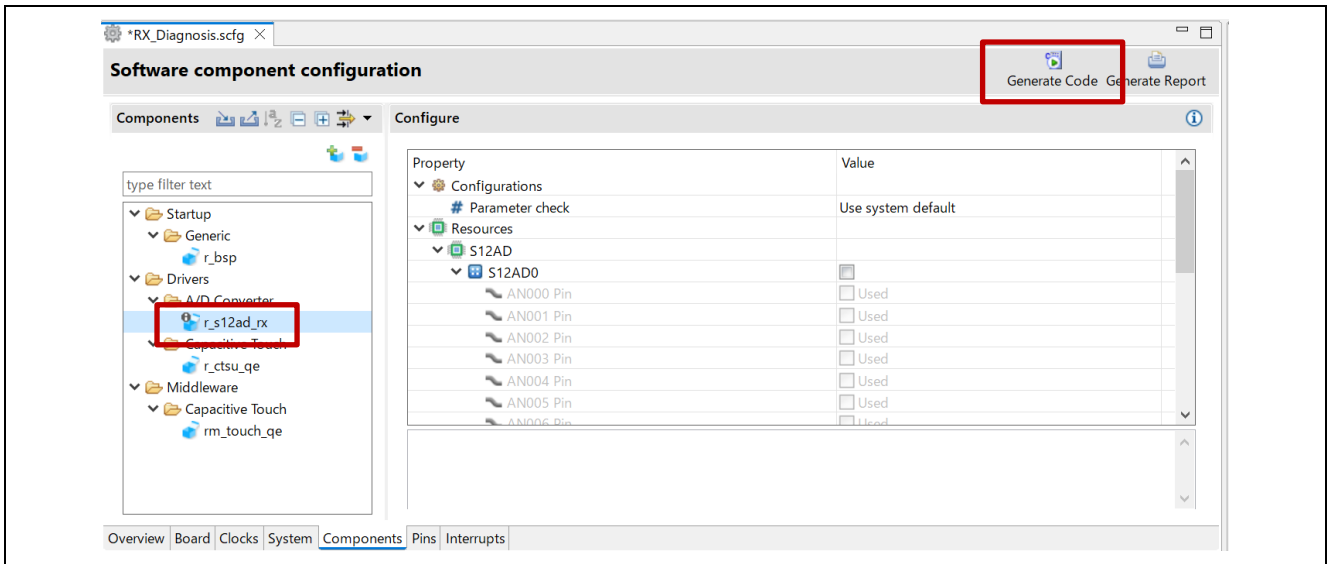 *RX_Diagnosis.scfg
Software component configuration
Generate Code Generate Report
Components
Configure
type filter text
Startup
Generic
r_bsp
Drivers
A/D Converter
r_s12ad_rx
Capacitive Touch
r_ctsu_qe
Middleware
Capacitive Touch
rm_touch_qe
Property Value
Configurations
# Parameter check Use system default
Resources
S12AD
S12AD0
AN000 Pin Used
AN001 Pin Used
AN002 Pin Used
AN003 Pin Used
AN004 Pin Used
AN005 Pin Used
AN006 Pin Used
Overview Board Clocks System Components Pins Interrupts